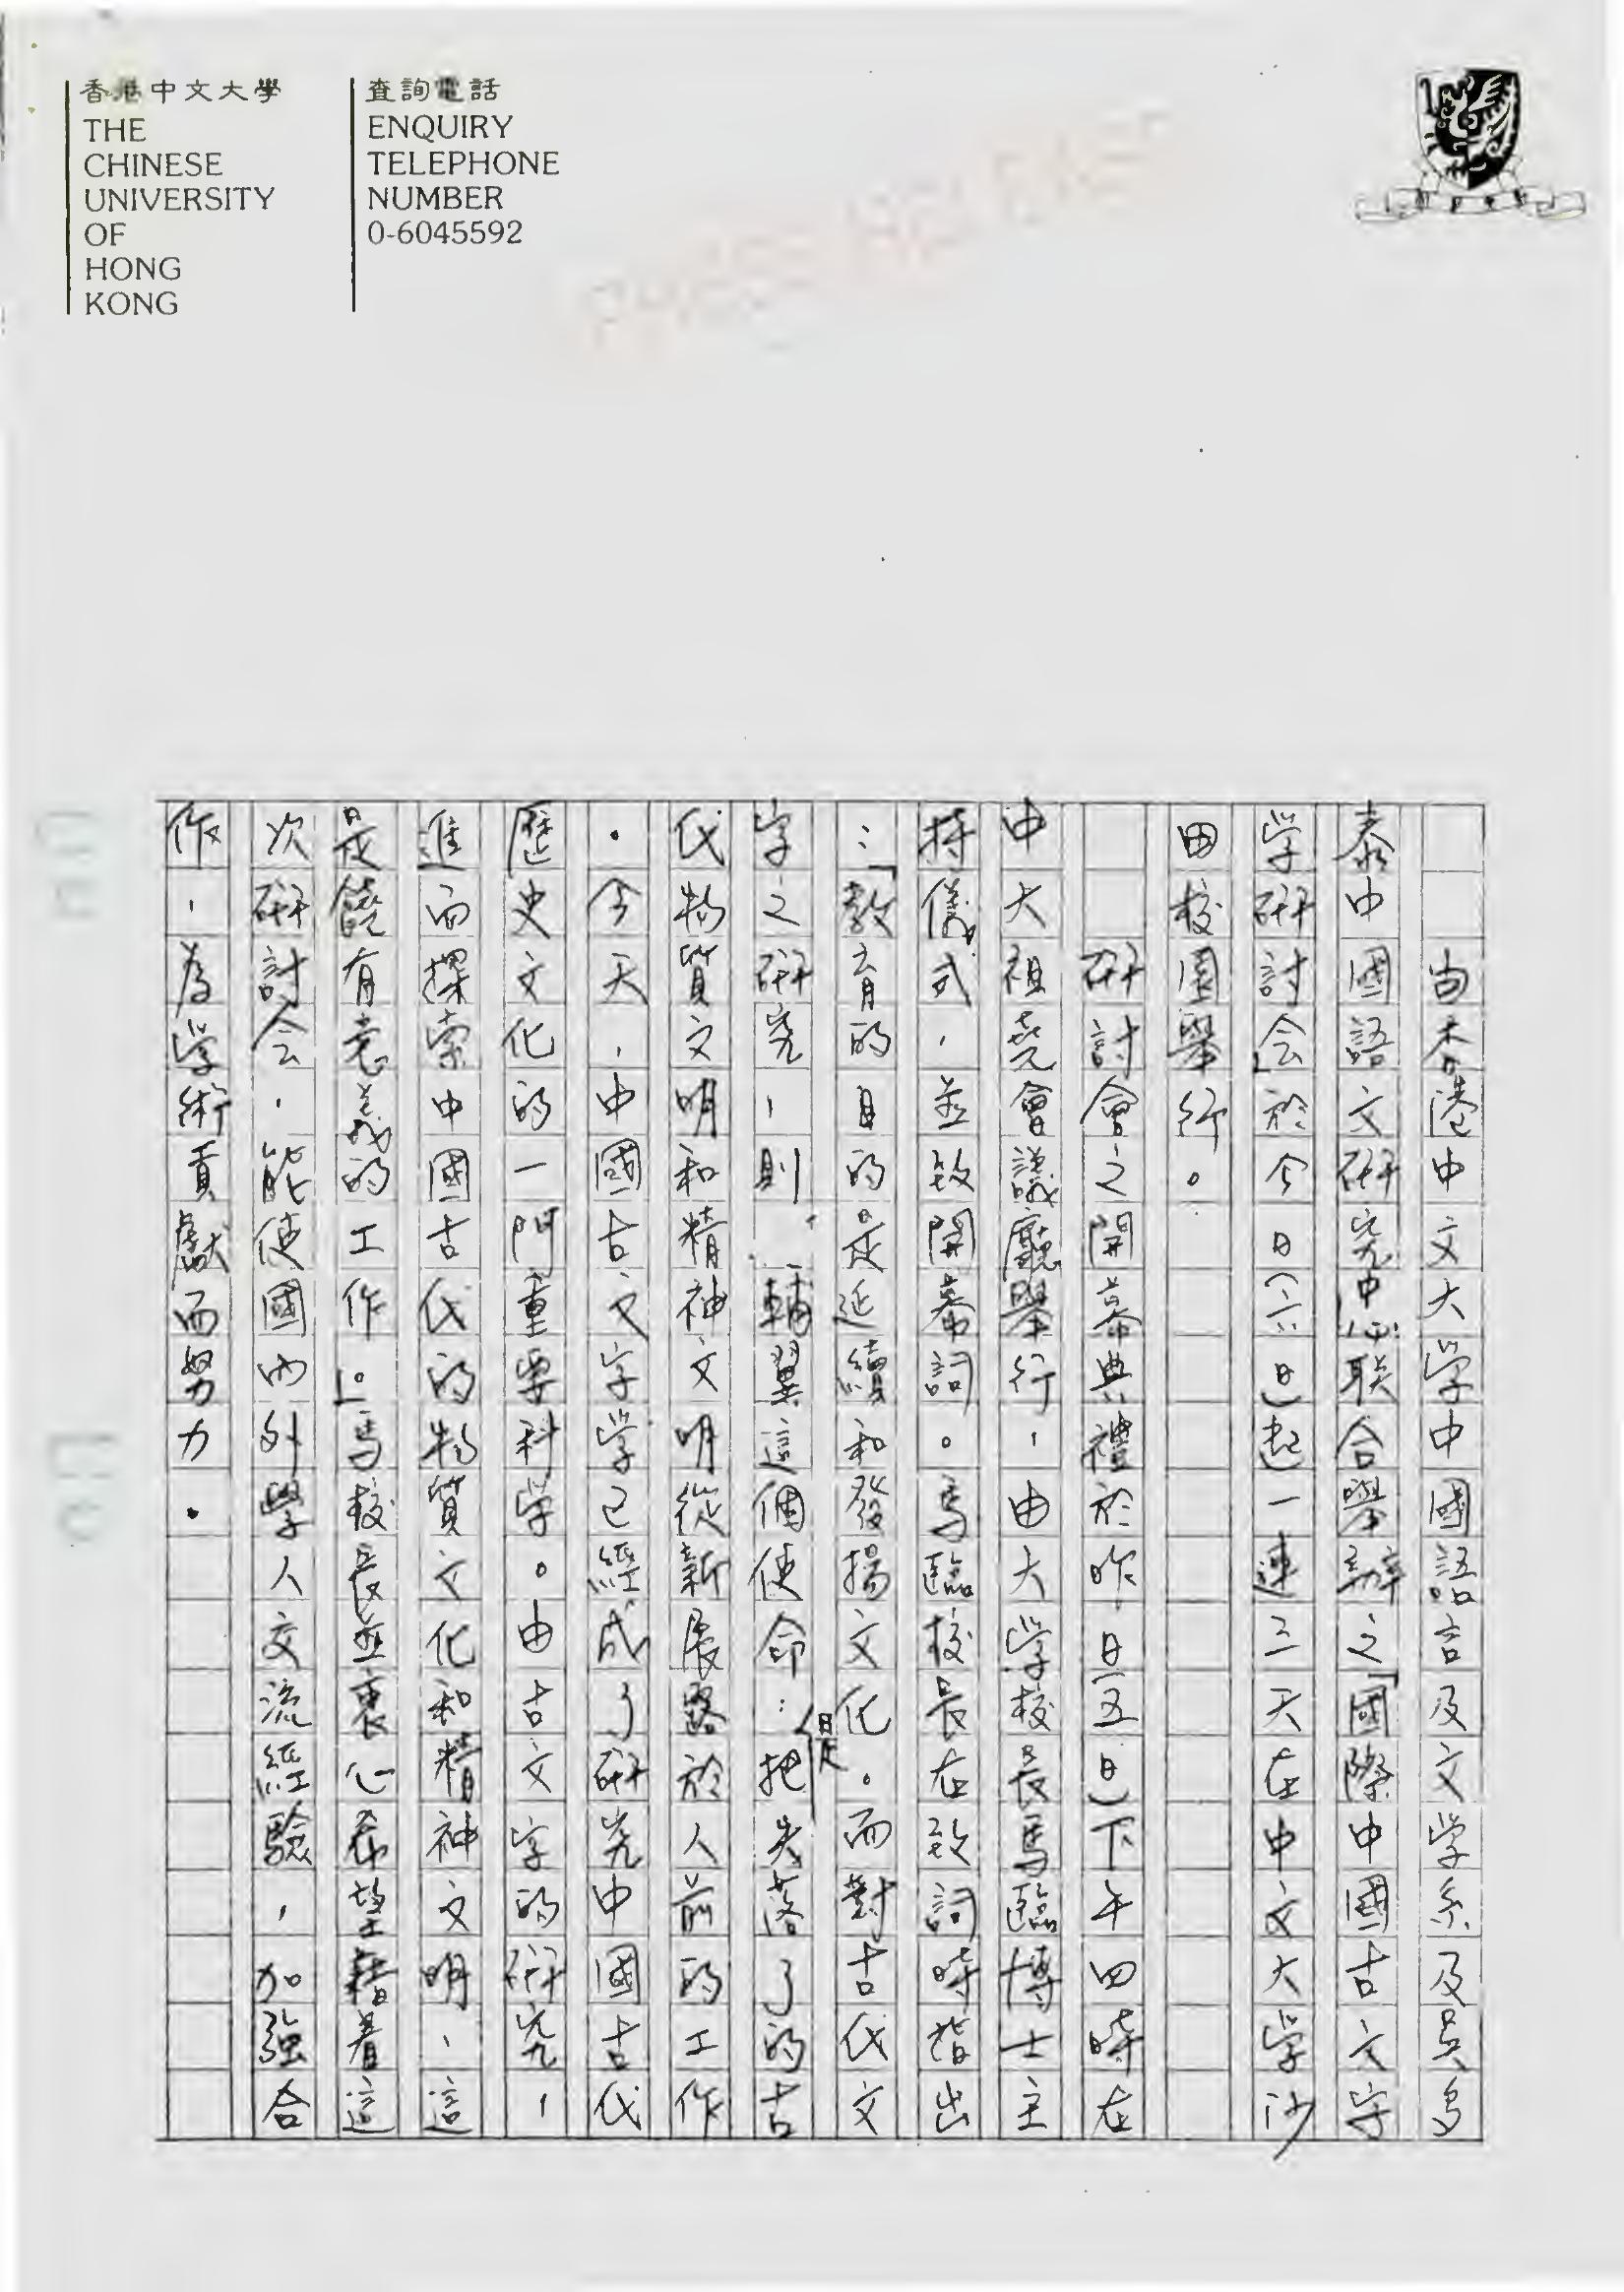 香港中文大學
THE
CHINESE
UNIVERSITY
OF
HONG
KONG
查詢電話
ENQUIRY
TELEPHONE
NUMBER
0-6045592
由香港中文大学中國語言及文学系及吳多
泰中國語文研究中心联合舉辦之「國際中國古文字
学研討会」於今日(六日)起一連三天在中文大学沙
田校園舉行。
研討會之開幕典禮於昨日(五日)下午四時在
中大祖堯會議廳舉行，由大学校長馬臨博士主
持儀式，並致開幕詞。馬臨校長在致詞時指出
：「教育的目的是延續和發揚文化。而對古代文
字之研究，則是輔翼這個使命：把失落了的古
代物質文明和精神文明從新展露於人前的工作
。今天，中國古文字学已經成了研究中國古代
歷史文化的一門重要科学。由古文字的研究，
進而探索中國古代的物質文化和精神文明，這
是饒有意義的工作。」馬校長並衷心希望藉着這
次研討会，能使國內外學人交流經驗，加強合
作，為学術貢獻而努力。